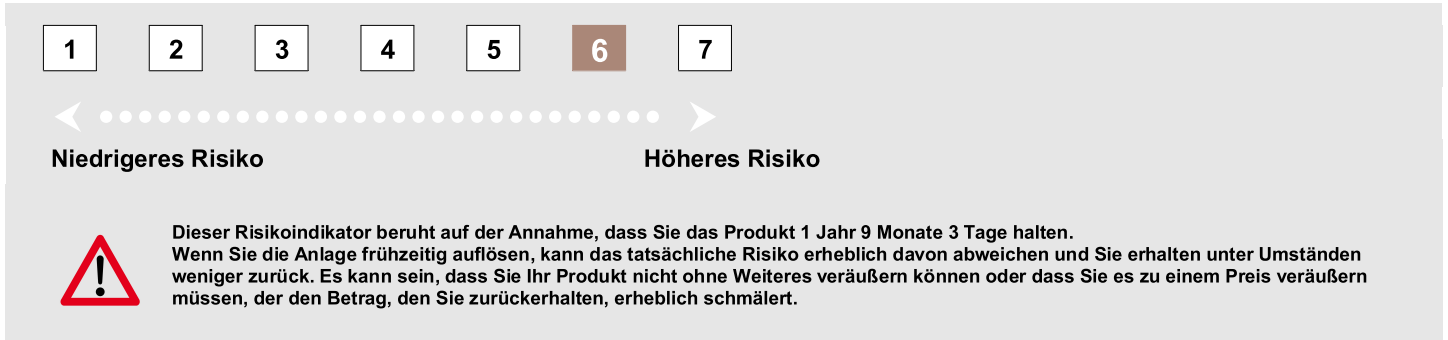 1 2 3 4 5 6 7
Niedrigeres Risiko Höheres Risiko
Dieser Risikoindikator beruht auf der Annahme, dass Sie das Produkt 1 Jahr 9 Monate 3 Tage halten.
Wenn Sie die Anlage frühzeitig auflösen, kann das tatsächliche Risiko erheblich davon abweichen und Sie erhalten unter Umständen
weniger zurück. Es kann sein, dass Sie Ihr Produkt nicht ohne Weiteres veräußern können oder dass Sie es zu einem Preis veräußern
müssen, der den Betrag, den Sie zurückerhalten, erheblich schmälert.